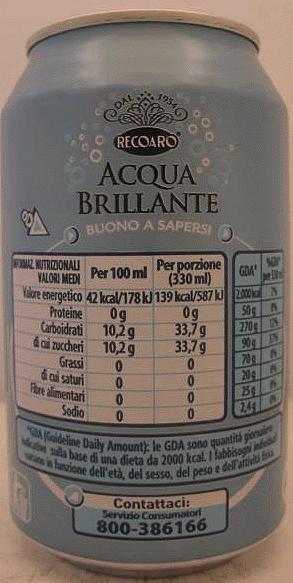 DAL 1954
RECOARO
ACQUA
BRILLANTE
BUONO A SAPERSI
INFORMAZ. NUTRIZIONALI VALORI MEDI Per 100 ml Per porzione (330 ml) GDA*
Valore energetico 42 kcal/178 kJ 139 kcal/587 kJ 2.000 kcal 7%
Proteine 0 g 0 g 50 g 0%
Carboidrati 10,2 g 33,7 g 270 g 12%
di cui zuccheri 10,2 g 33,7 g 90 g 37%
Grassi 0 0 70 g 0%
di cui saturi 0 0 20 g 0%
Fibre alimentari 0 0 25 g 0%
Sodio 0 0 2,4 g 0%
*GDA (Guideline Daily Amount): le GDA sono quantità giornaliere
indicative sulla base di una dieta da 2000 kcal. I fabbisogni individuali
variano in funzione dell'età, del sesso, del peso e dell'attività fisica.
Contattaci:
Servizio Consumatori
800-386166